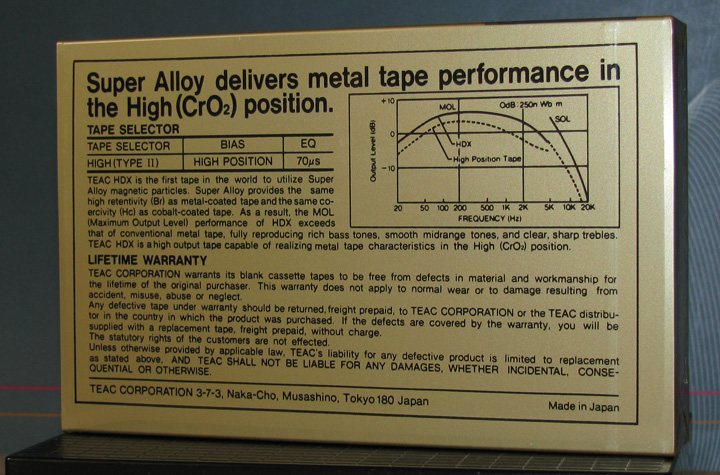 Super Alloy delivers metal tape performance in
the High (CrO₂) position.
TAPE SELECTOR
TAPE SELECTOR BIAS EQ
HIGH (TYPE II) HIGH POSITION 70μs
+10
0
-10
Output Level (dB)
MOL
0dB: 250n Wb m
SOL
HDX
High Position Tape
20 50 100 200 500 1K 2K 5K 10K 20K
FREQUENCY (Hz)
TEAC HDX is the first tape in the world to utilize Super
Alloy magnetic particles. Super Alloy provides the same
high retentivity (Br) as metal-coated tape and the same co-
ercivity (Hc) as cobalt-coated tape. As a result, the MOL
(Maximum Output Level) performance of HDX exceeds
that of conventional metal tape, fully reproducing rich bass tones, smooth midrange tones, and clear, sharp trebles.
TEAC HDX is a high output tape capable of realizing metal tape characteristics in the High (CrO₂) position.
LIFETIME WARRANTY
TEAC CORPORATION warrants its blank cassette tapes to be free from defects in material and workmanship for
the lifetime of the original purchaser. This warranty does not apply to normal wear or to damage resulting from
accident, misuse, abuse or neglect.
Any defective tape under warranty should be returned, freight prepaid, to TEAC CORPORATION or the TEAC distribu-
tor in the country in which the product was purchased. If the defects are covered by the warranty, you will be
supplied with a replacement tape, freight prepaid, without charge.
The statutory rights of the customers are not effected.
Unless otherwise provided by applicable law, TEAC's liability for any defective product is limited to replacement
as stated above. AND TEAC SHALL NOT BE LIABLE FOR ANY DAMAGES, WHETHER INCIDENTAL, CONSE-
QUENTIAL OR OTHERWISE.
TEAC CORPORATION 3-7-3, Naka-Cho, Musashino, Tokyo 180 Japan
Made in Japan